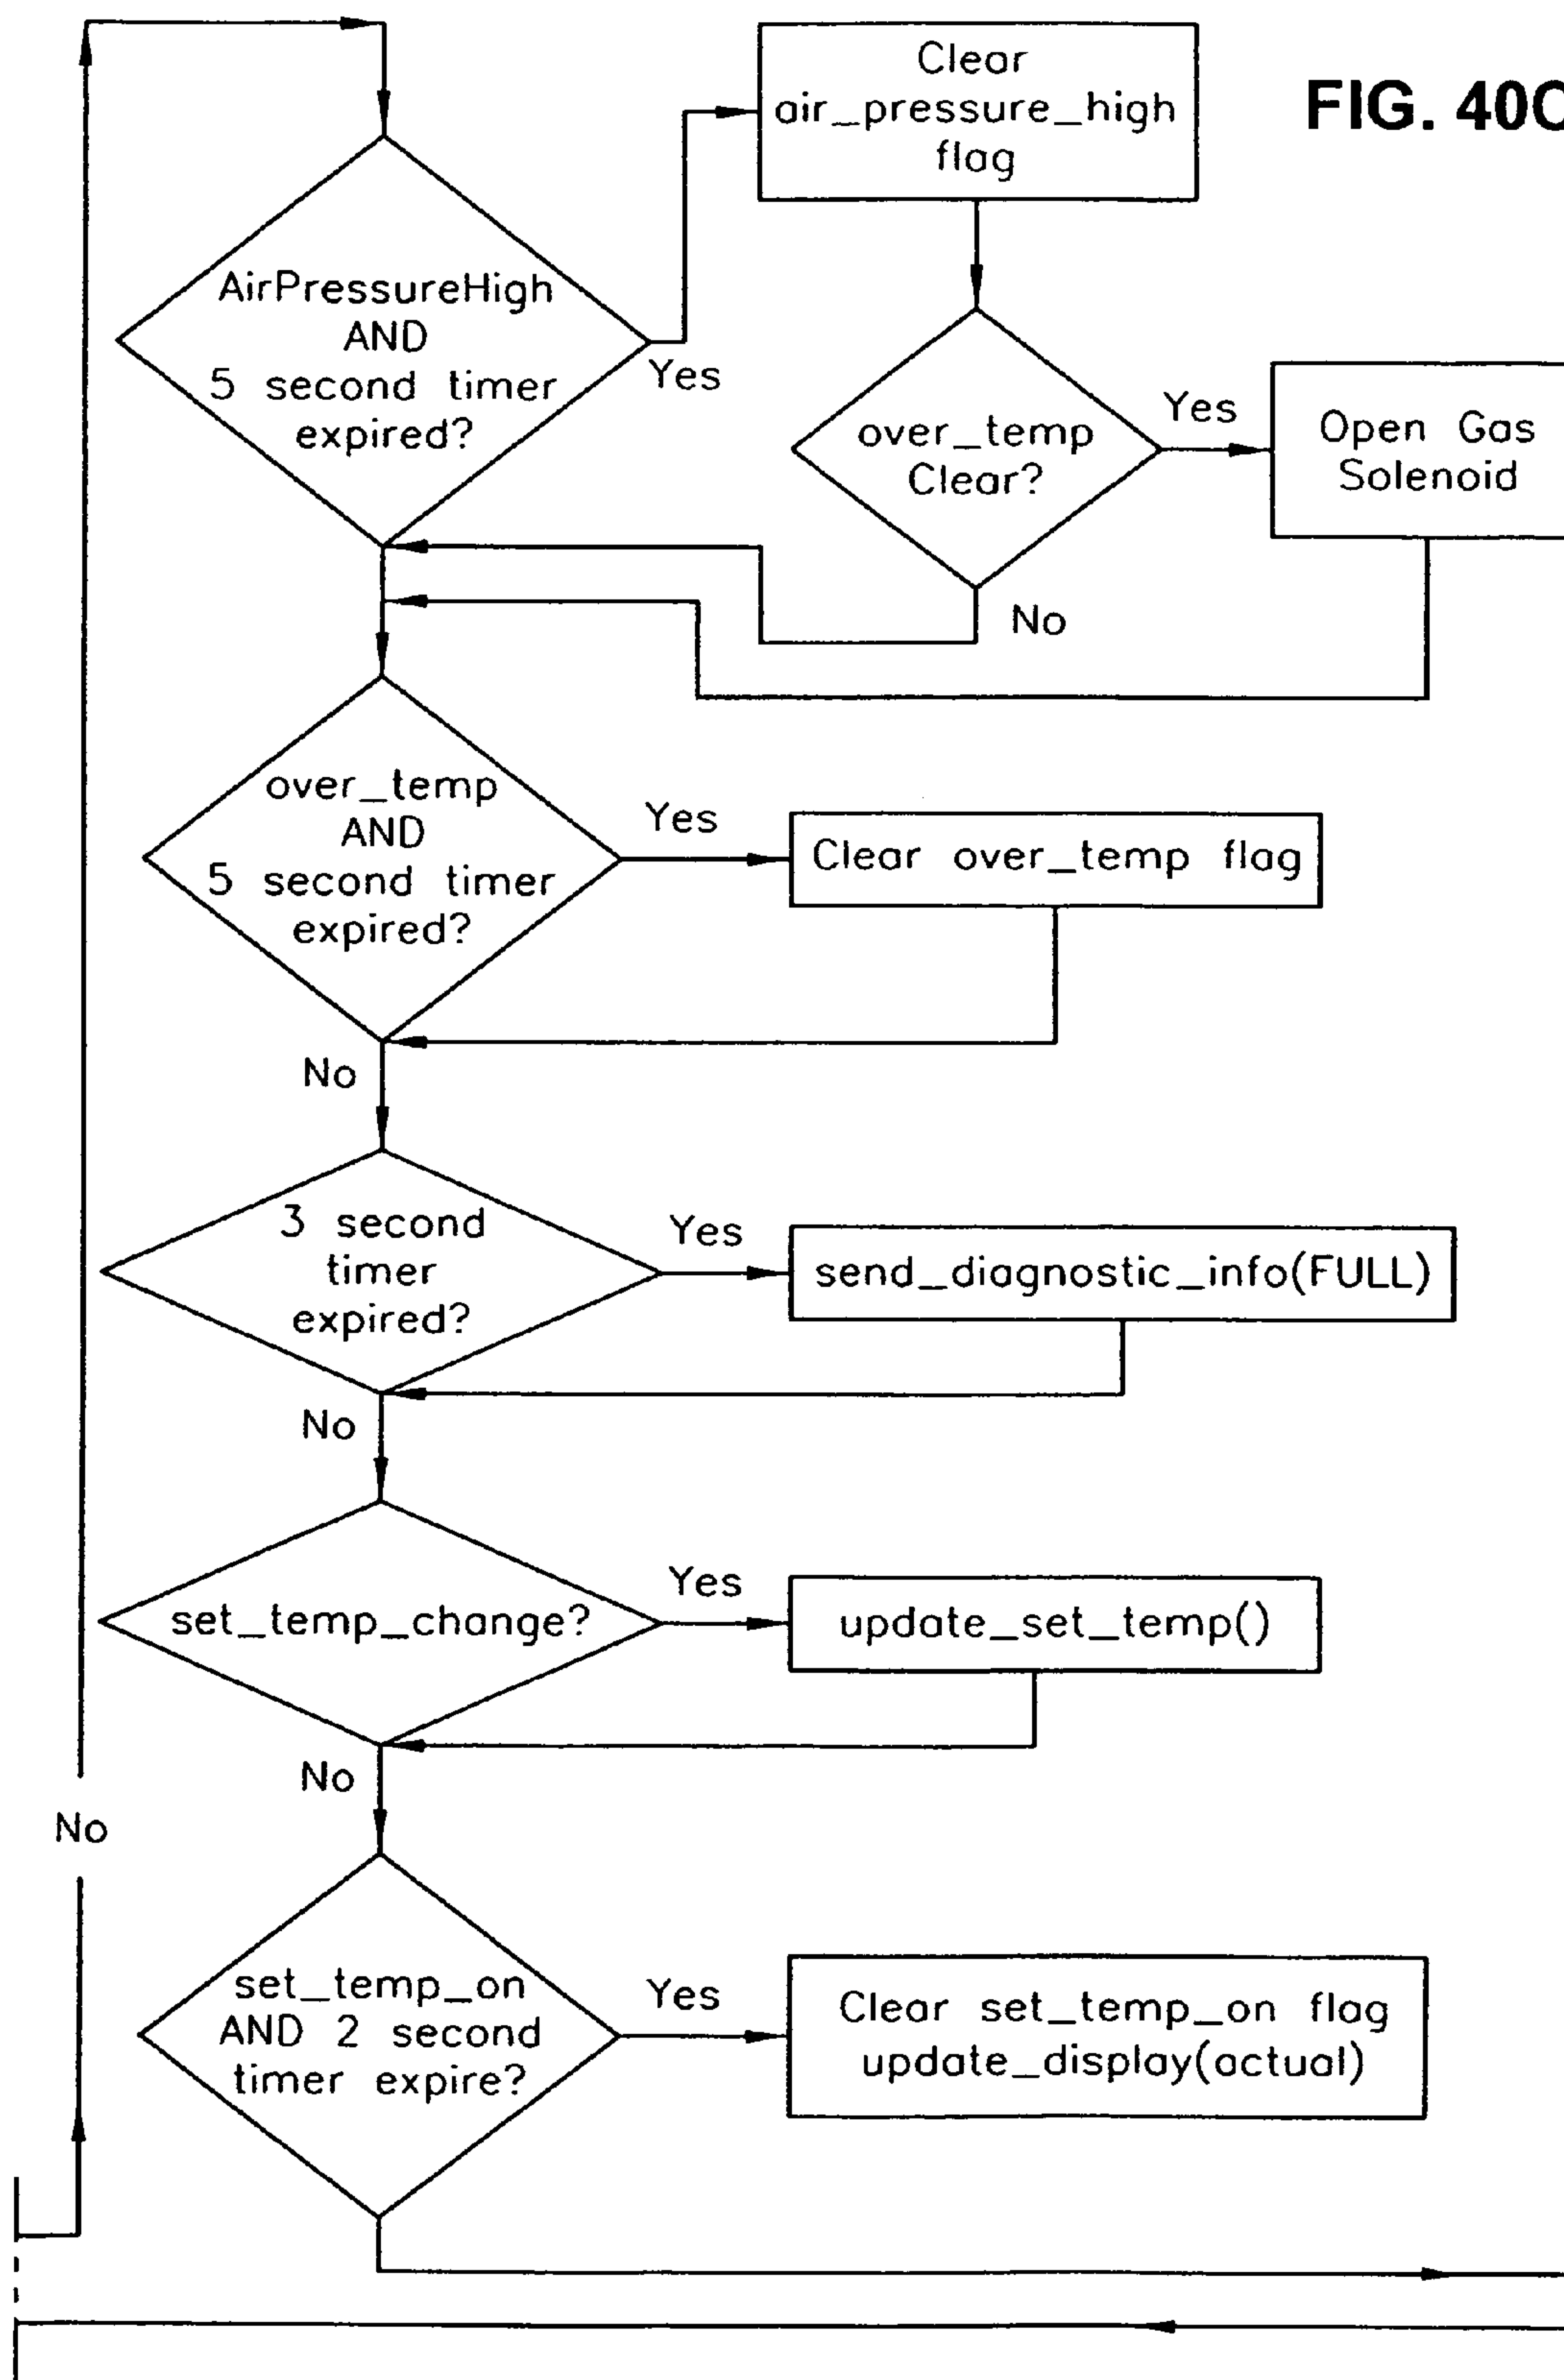 FIG. 40C
Clear
air_pressure_high
flag
AirPressureHigh
AND
5 second timer
expired?
Yes
over_temp
Clear?
Yes
Open Gas
Solenoid
No
over_temp
AND
5 second timer
expired?
Yes
Clear over_temp flag
No
3 second
timer
expired?
Yes
send_diagnostic_info(FULL)
No
set_temp_change?
Yes
update_set_temp()
No
No
set_temp_on
AND 2 second
timer expire?
Yes
Clear set_temp_on flag
update_display(actual)